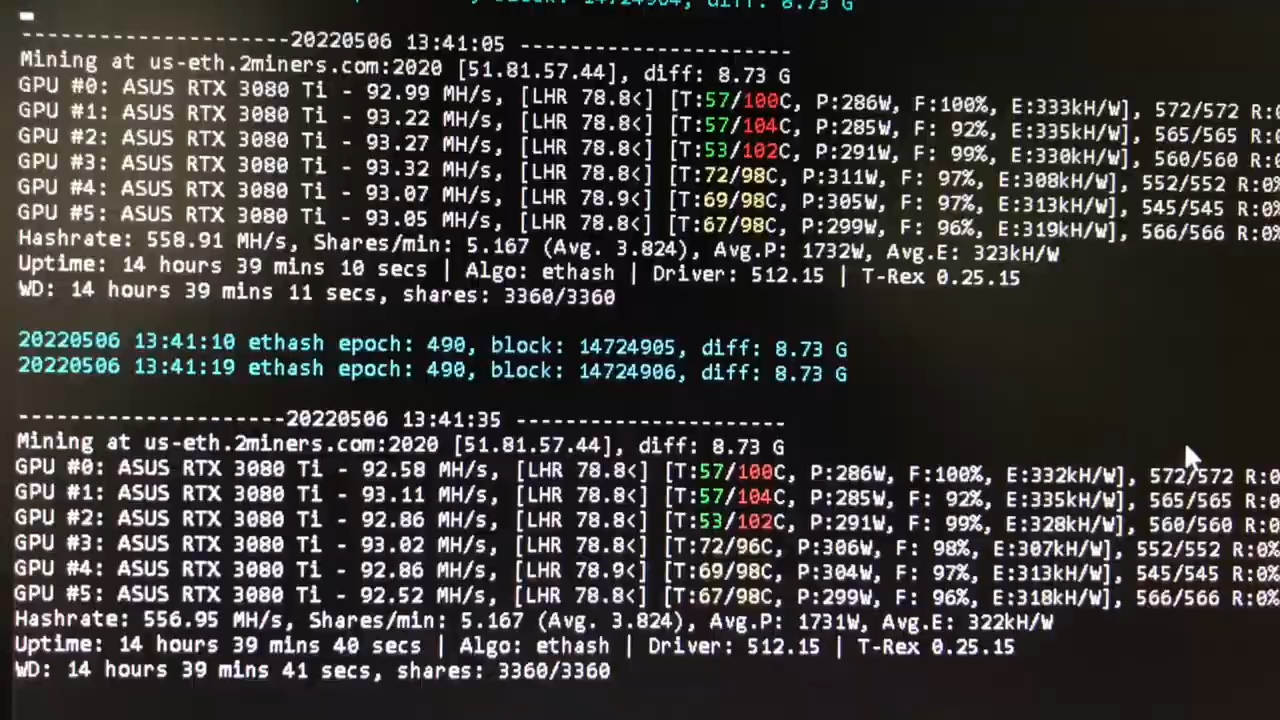 block: 14724904, diff: 8.73 G
---------------------20220506 13:41:05 ---------------------
Mining at us-eth.2miners.com:2020 [51.81.57.44], diff: 8.73 G
GPU #0: ASUS RTX 3080 Ti - 92.99 MH/s, [LHR 78.8<] [T:57/100C, P:286W, F:100%, E:333kH/W], 572/572 R:0
GPU #1: ASUS RTX 3080 Ti - 93.22 MH/s, [LHR 78.8<] [T:57/104C, P:285W, F: 92%, E:335kH/W], 565/565 R:0
GPU #2: ASUS RTX 3080 Ti - 93.27 MH/s, [LHR 78.8<] [T:53/102C, P:291W, F: 99%, E:330kH/W], 560/560 R:0
GPU #3: ASUS RTX 3080 Ti - 93.32 MH/s, [LHR 78.8<] [T:72/98C, P:311W, F: 97%, E:308kH/W], 552/552 R:0%
GPU #4: ASUS RTX 3080 Ti - 93.07 MH/s, [LHR 78.9<] [T:69/98C, P:305W, F: 97%, E:313kH/W], 545/545 R:0%
GPU #5: ASUS RTX 3080 Ti - 93.05 MH/s, [LHR 78.8<] [T:67/98C, P:299W, F: 96%, E:319kH/W], 566/566 R:0%
Hashrate: 558.91 MH/s, Shares/min: 5.167 (Avg. 3.824), Avg.P: 1732W, Avg.E: 323kH/W
Uptime: 14 hours 39 mins 10 secs | Algo: ethash | Driver: 512.15 | T-Rex 0.25.15
WD: 14 hours 39 mins 11 secs, shares: 3360/3360
20220506 13:41:10 ethash epoch: 490, block: 14724905, diff: 8.73 G
20220506 13:41:19 ethash epoch: 490, block: 14724906, diff: 8.73 G
---------------------20220506 13:41:35 ---------------------
Mining at us-eth.2miners.com:2020 [51.81.57.44], diff: 8.73 G
GPU #0: ASUS RTX 3080 Ti - 92.58 MH/s, [LHR 78.8<] [T:57/100C, P:286W, F:100%, E:332kH/W], 572/572 R:0
GPU #1: ASUS RTX 3080 Ti - 93.11 MH/s, [LHR 78.8<] [T:57/104C, P:285W, F: 92%, E:335kH/W], 565/565 R:0
GPU #2: ASUS RTX 3080 Ti - 92.86 MH/s, [LHR 78.8<] [T:53/102C, P:291W, F: 99%, E:328kH/W], 560/560 R:0
GPU #3: ASUS RTX 3080 Ti - 93.02 MH/s, [LHR 78.8<] [T:72/96C, P:306W, F: 98%, E:307kH/W], 552/552 R:0%
GPU #4: ASUS RTX 3080 Ti - 92.86 MH/s, [LHR 78.9<] [T:69/98C, P:304W, F: 97%, E:313kH/W], 545/545 R:0%
GPU #5: ASUS RTX 3080 Ti - 92.52 MH/s, [LHR 78.8<] [T:67/98C, P:299W, F: 96%, E:318kH/W], 566/566 R:0%
Hashrate: 556.95 MH/s, Shares/min: 5.167 (Avg. 3.824), Avg.P: 1731W, Avg.E: 322kH/W
Uptime: 14 hours 39 mins 40 secs | Algo: ethash | Driver: 512.15 | T-Rex 0.25.15
WD: 14 hours 39 mins 41 secs, shares: 3360/3360